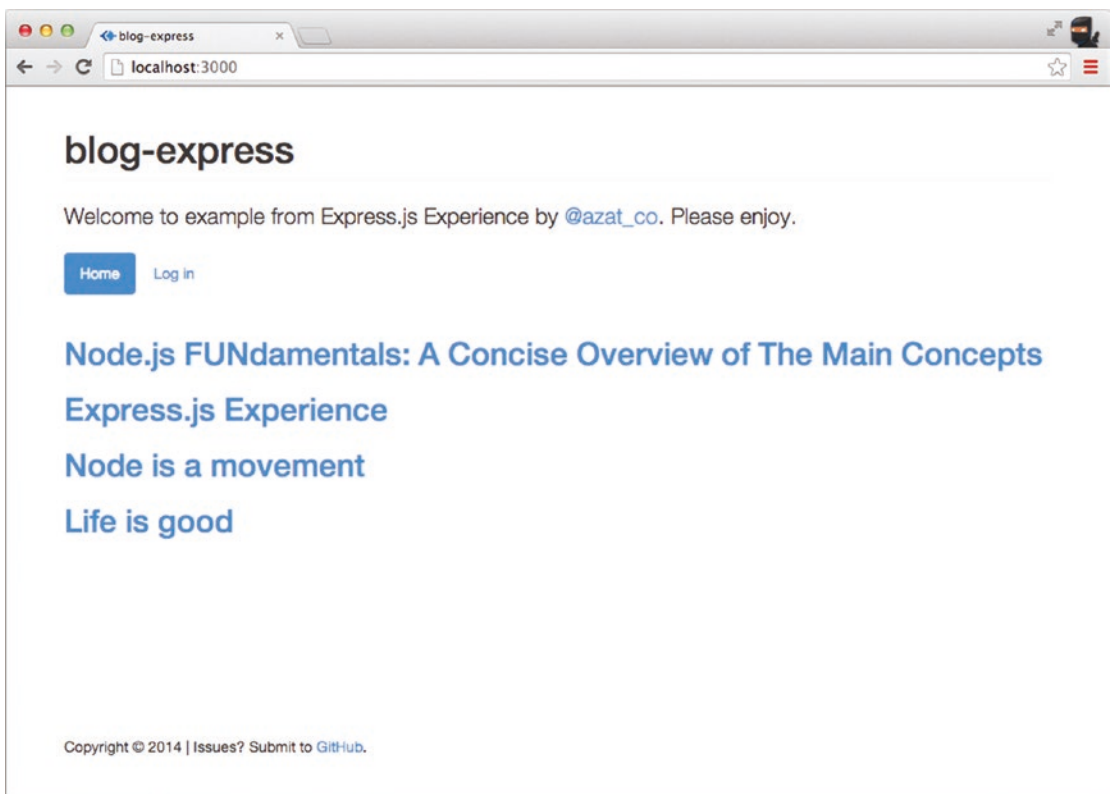 blog-express
localhost:3000
blog-express
Welcome to example from Express.js Experience by @azat_co. Please enjoy.
Home Log in
Node.js FUNdamentals: A Concise Overview of The Main Concepts
Express.js Experience
Node is a movement
Life is good
Copyright © 2014 | Issues? Submit to GitHub.